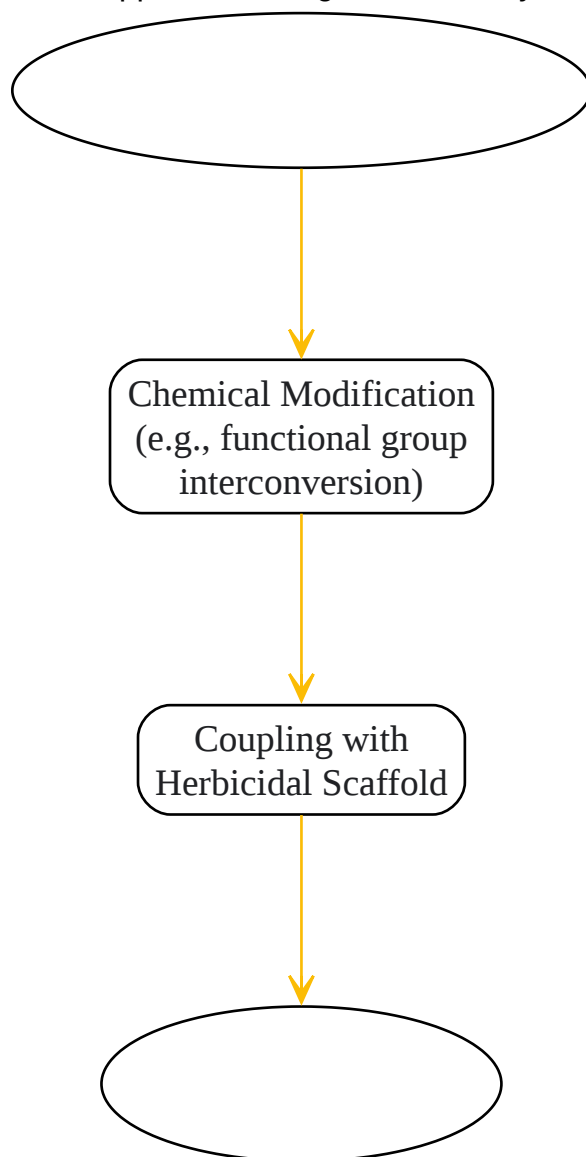 Chemical Modification
(e.g., functional group
interconversion)
Coupling with
Herbicidal Scaffold